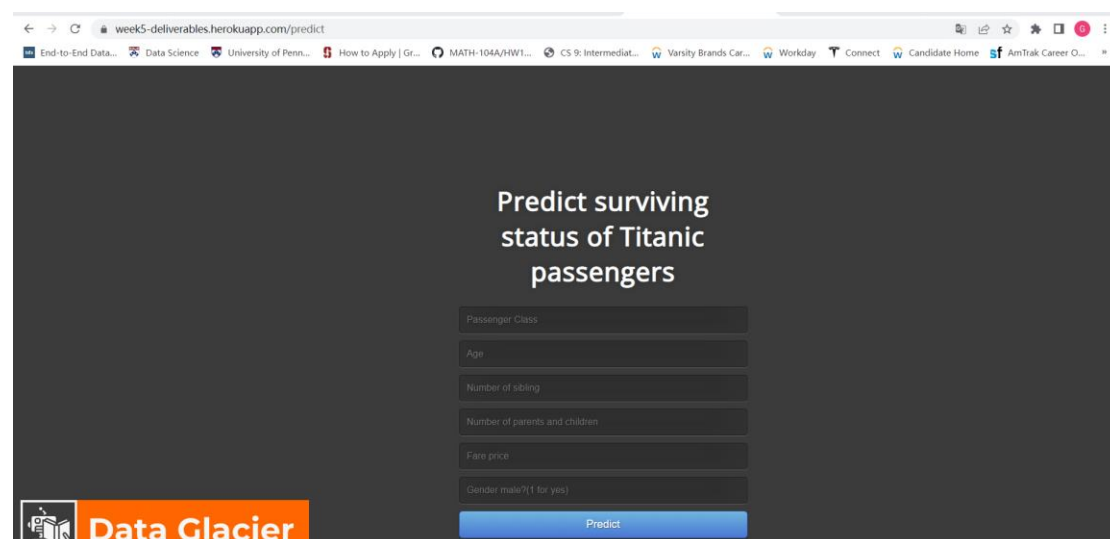 week5-deliverables.herokuapp.com/predict
G
End-to-End Data... Data Science University of Penn... How to Apply | Gr... MATH-104A/HW1... CS 9: Intermediat... Varsity Brands Car... Workday Connect Candidate Home AmTrak Career O... »
Predict surviving
status of Titanic
passengers
Passenger Class
Age
Number of sibling
Number of parents and children
Fare price
Gender male?(1 for yes)
Predict
Data Glacier